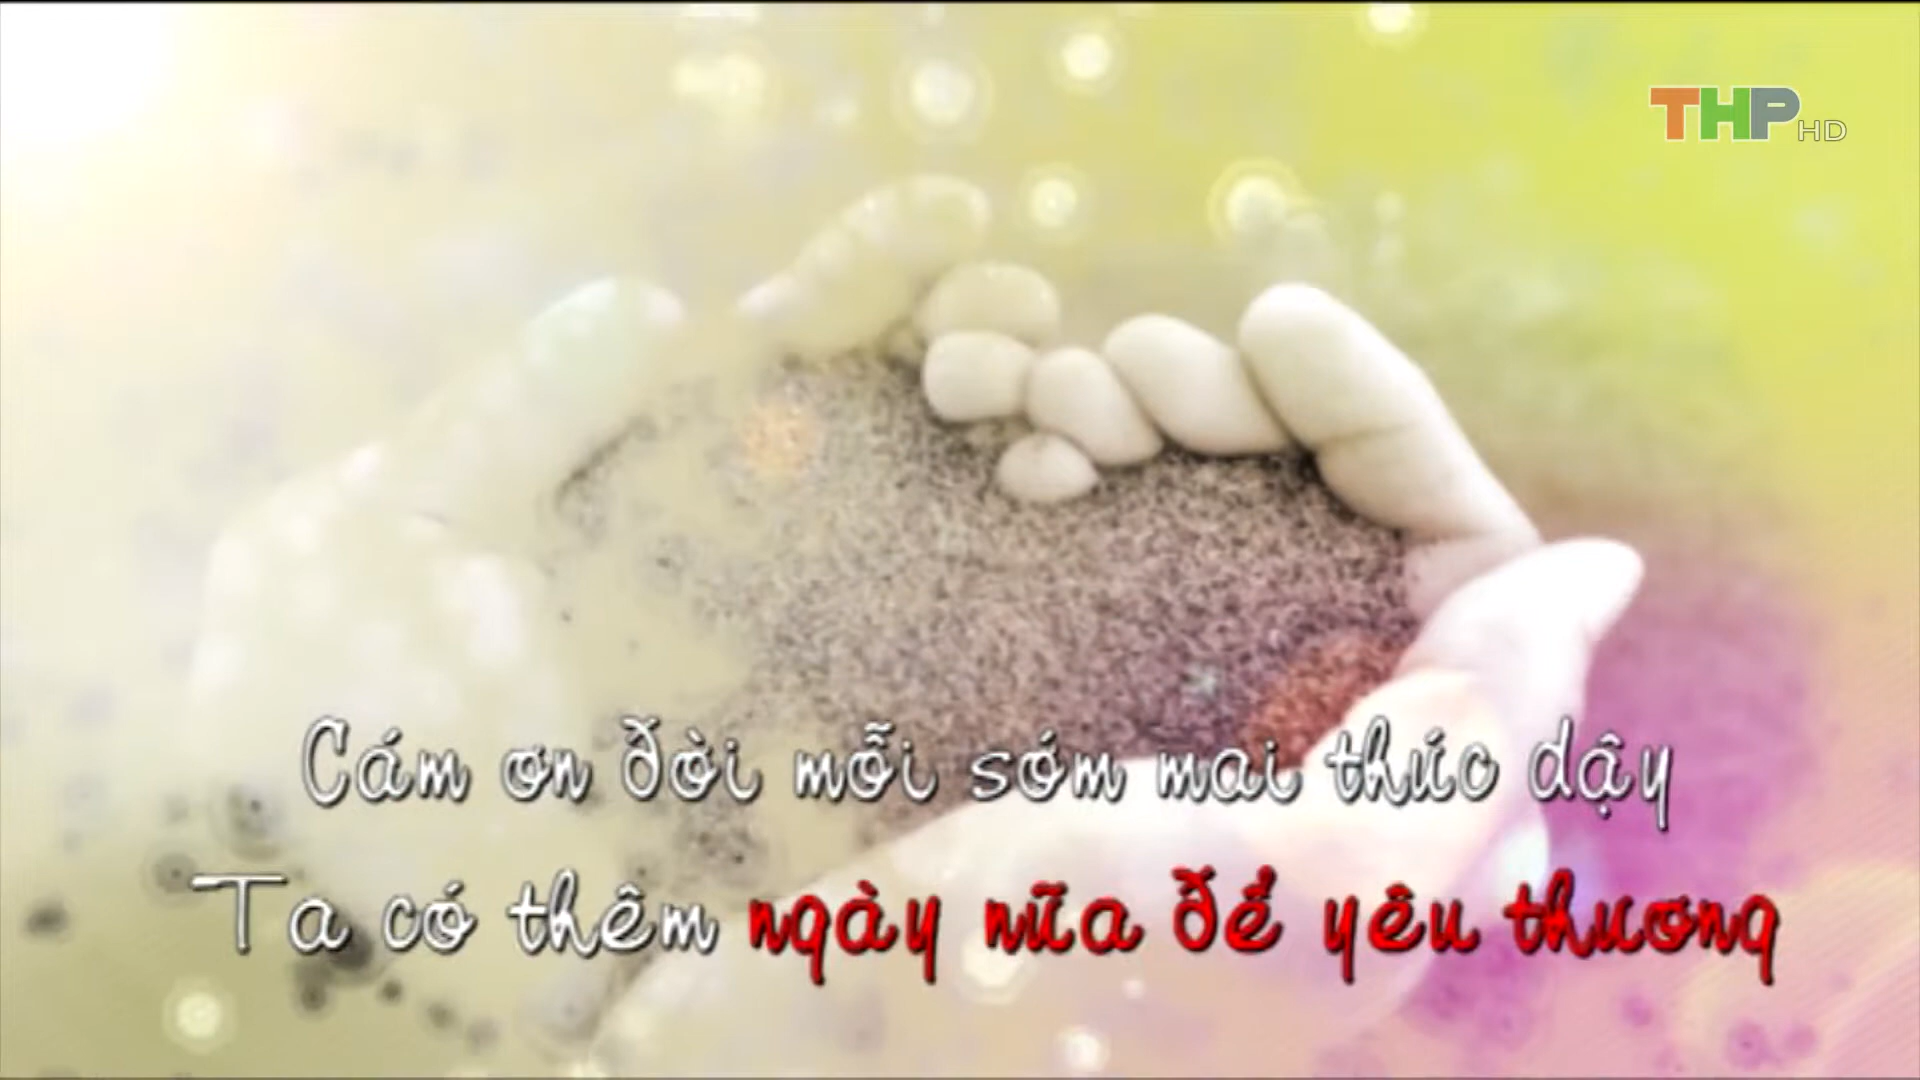 THP HD
Cám ơn đời mỗi sớm mai thức dậy
Ta có thêm ngày nữa để yêu thương